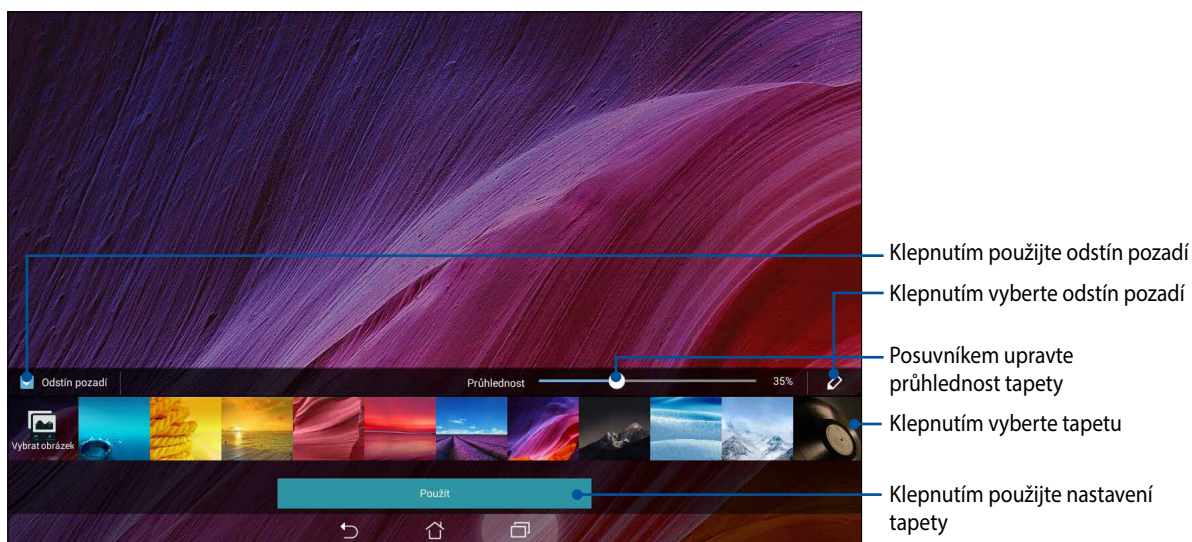 Klepnutím použijte odstín pozadí
Klepnutím vyberte odstín pozadí
Posuvníkem upravte
průhlednost tapety
Odstín pozadí
Průhlednost
35%
Vybrat obrázek
Klepnutím vyberte tapetu
Použít
Klepnutím použijte nastavení
tapety